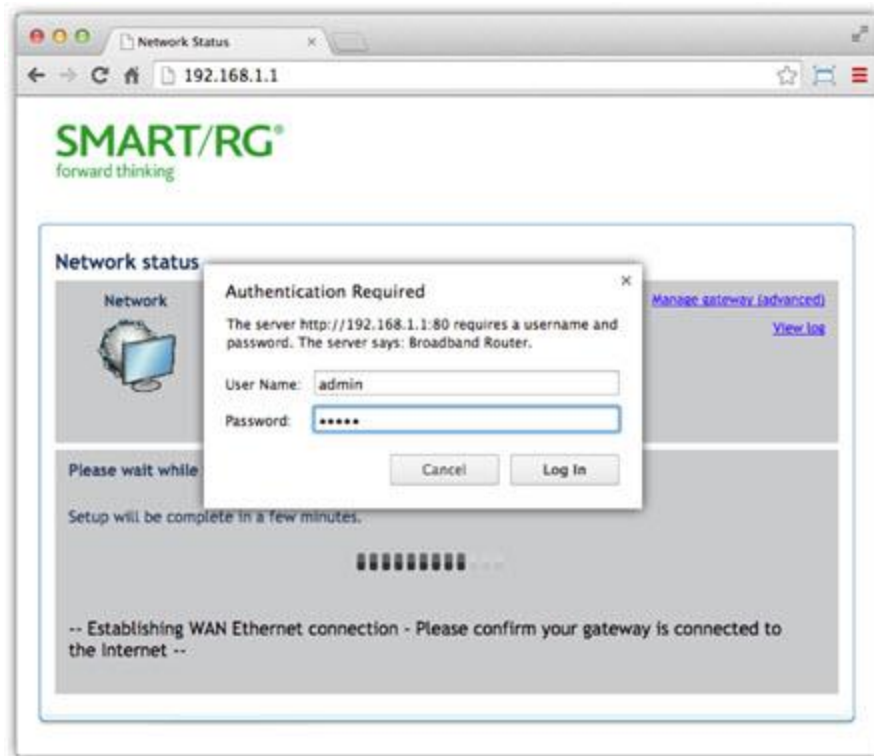 Network Status
192.168.1.1
SMART/RG®
forward thinking
Network status
Network
Manage gateway (advanced)
View log
Authentication Required
The server http://192.168.1.1:80 requires a username and
password. The server says: Broadband Router.
User Name: admin
Password: •••••
Cancel Log In
Please wait while
Setup will be complete in a few minutes.
-- Establishing WAN Ethernet connection - Please confirm your gateway is connected to
the Internet --